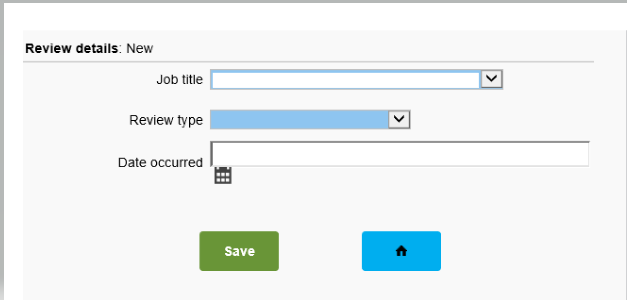 Review details: New
Job title
Review type
Date occurred
Save